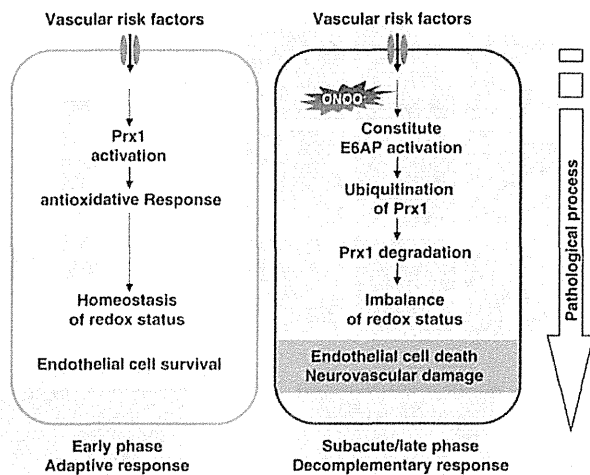 Vascular risk factors
Prx1
activation
antioxidative Response
Homeostasis
of redox status
Endothelial cell survival
Early phase
Adaptive response
Vascular risk factors
ONOO⁻
Constitute
E6AP activation
Ubiquitination
of Prx1
Prx1 degradation
Imbalance
of redox status
Endothelial cell death
Neurovascular damage
Subacute/late phase
Decomplementary response
Pathological process